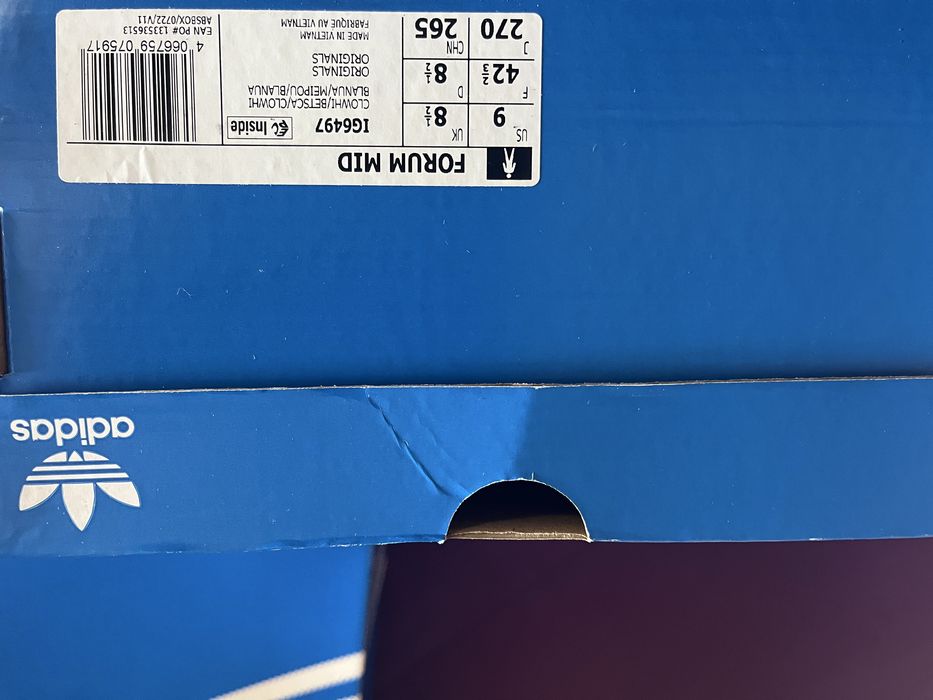 FORUM MID
US
9
UK
8½
F
42⅔
D
8½
J
270
CHN
265
IG6497
Inside
CLOWHI/BETSCA/CLOWHI
BLANUA/MEIPOU/BLANUA
ORIGINALS
ORIGINALS
MADE IN VIETNAM
FABRIQUE AU VIETNAM
4 066759 075917
EAN PO# 133536513
ABSBOX/0722/V11
adidas